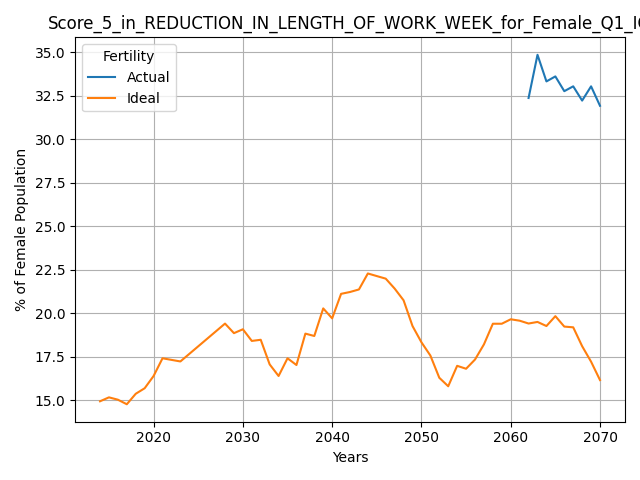 Score_5_in_REDUCTION_IN_LENGTH_OF_WORK_WEEK_for_Female_Q1_I
Fertility
Actual
Ideal
35.0
32.5
30.0
27.5
25.0
22.5
20.0
17.5
15.0
% of Female Population
2020 2030 2040 2050 2060 2070
Years